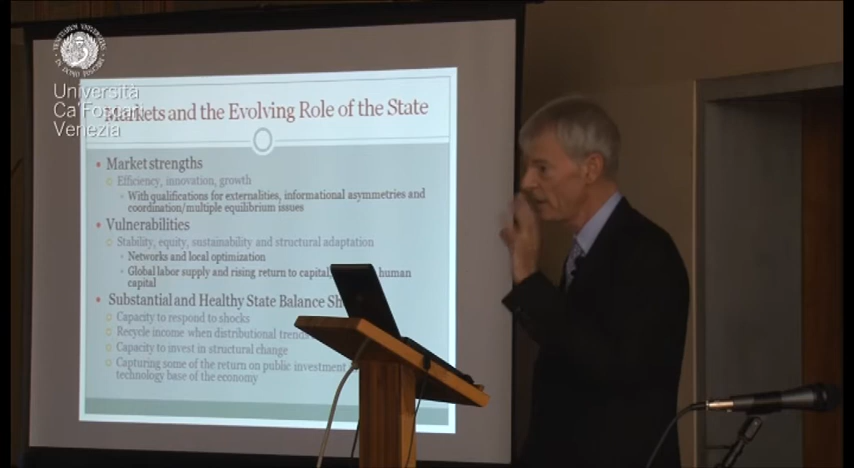 Università
Ca'Foscari
Venezia
Markets and the Evolving Role of the State
Market strengths
Efficiency, innovation, growth
With qualifications for externalities, informational asymmetries and
coordination/multiple equilibrium issues
Vulnerabilities
Stability, equity, sustainability and structural adaptation
Networks and local optimization
Global labor supply and rising return to capital, human
capital
Substantial and Healthy State Balance Sh
Capacity to respond to shocks
Recycle income when distributional trends
Capacity to invest in structural change
Capturing some of the return on public investment
technology base of the economy